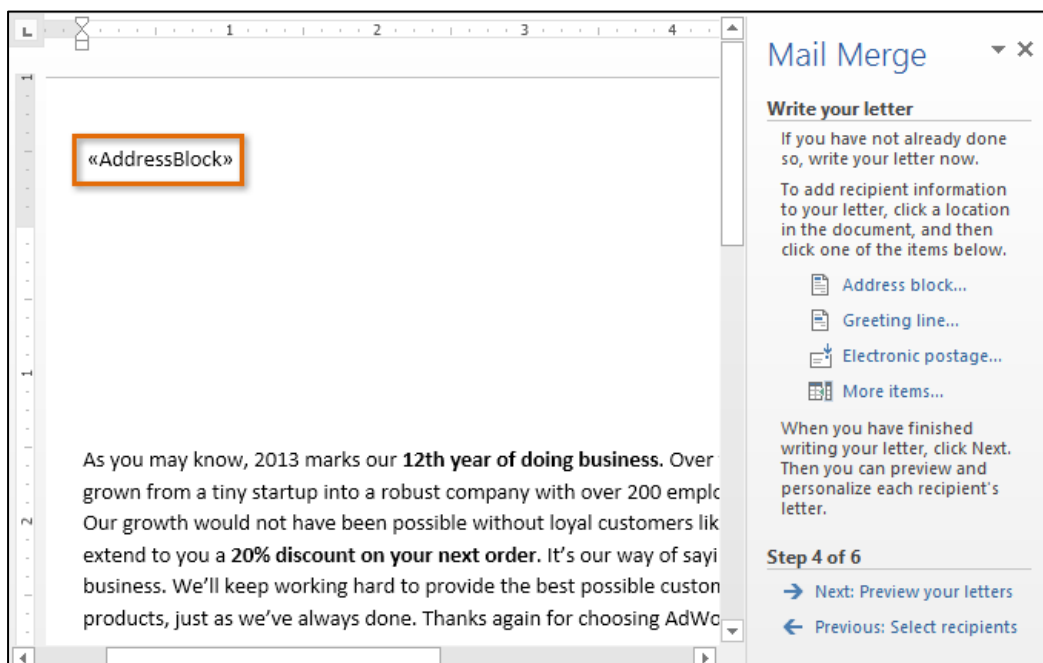 1 2 3 4
1
1
2
«AddressBlock»
As you may know, 2013 marks our 12th year of doing business. Over
grown from a tiny startup into a robust company with over 200 emplo
Our growth would not have been possible without loyal customers lik
extend to you a 20% discount on your next order. It's our way of sayi
business. We'll keep working hard to provide the best possible custon
products, just as we've always done. Thanks again for choosing AdWo
Mail Merge
Write your letter
If you have not already done
so, write your letter now.
To add recipient information
to your letter, click a location
in the document, and then
click one of the items below.
Address block...
Greeting line...
Electronic postage...
More items...
When you have finished
writing your letter, click Next.
Then you can preview and
personalize each recipient's
letter.
Step 4 of 6
Next: Preview your letters
Previous: Select recipients